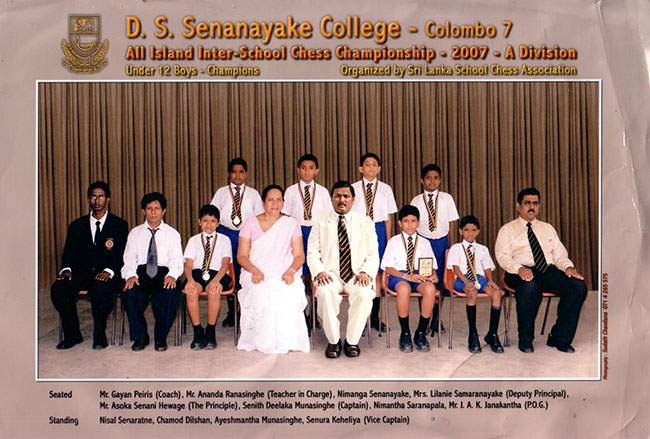 D. S. Senanayake College - Colombo 7
All Island Inter-School Chess Championship - 2007 - A Division
Under 12 Boys - Champions Organized by Sri Lanka School Chess Association
Seated Mr. Gayan Peiris (Coach), Mr. Ananda Ranasinghe (Teacher in Charge), Nimanga Senanayake, Mrs. Lilanie Samaranayake (Deputy Principal),
Mr. Asoka Senani Hewage (The Principle), Senith Deelaka Munasinghe (Captain), Nimantha Saranapala, Mr. J. A. K. Janakantha (P.O.G.)
Standing Nisal Senaratne, Chamod Dilshan, Ayeshmantha Munasinghe, Senura Keheliya (Vice Captain)
Photography : Sudath Chandana 071 4 265 575